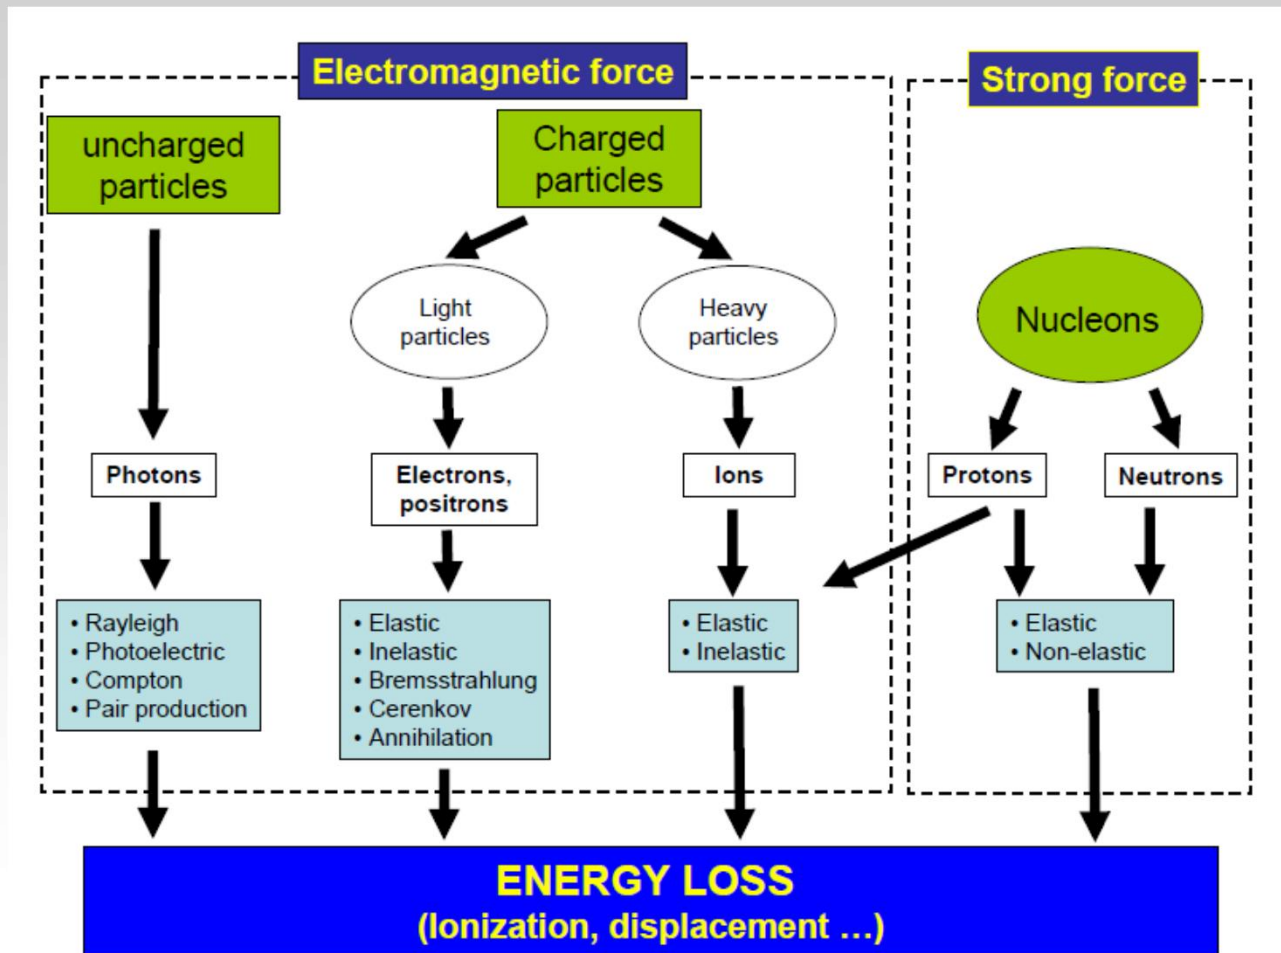 Electromagnetic force
Strong force
uncharged
particles
Charged
particles
Light
particles
Heavy
particles
Nucleons
Photons
Electrons,
positrons
Ions
Protons
Neutrons
• Rayleigh
• Photoelectric
• Compton
• Pair production
• Elastic
• Inelastic
• Bremsstrahlung
• Cerenkov
• Annihilation
• Elastic
• Inelastic
• Elastic
• Non-elastic
ENERGY LOSS
(Ionization, displacement ...)